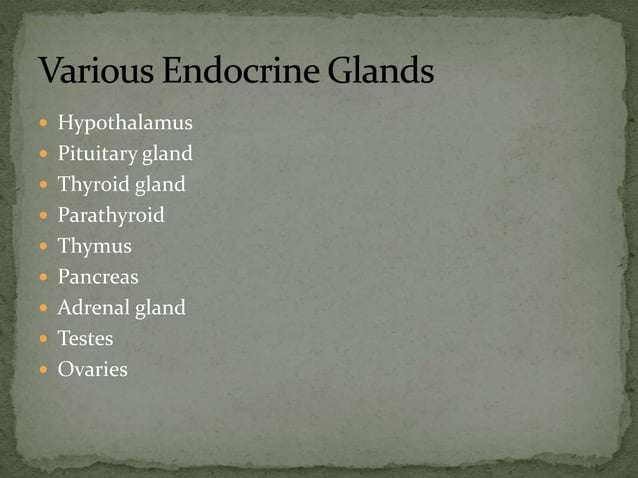 Various Endocrine Glands
Hypothalamus
Pituitary gland
Thyroid gland
Parathyroid
Thymus
Pancreas
Adrenal gland
Testes
Ovaries